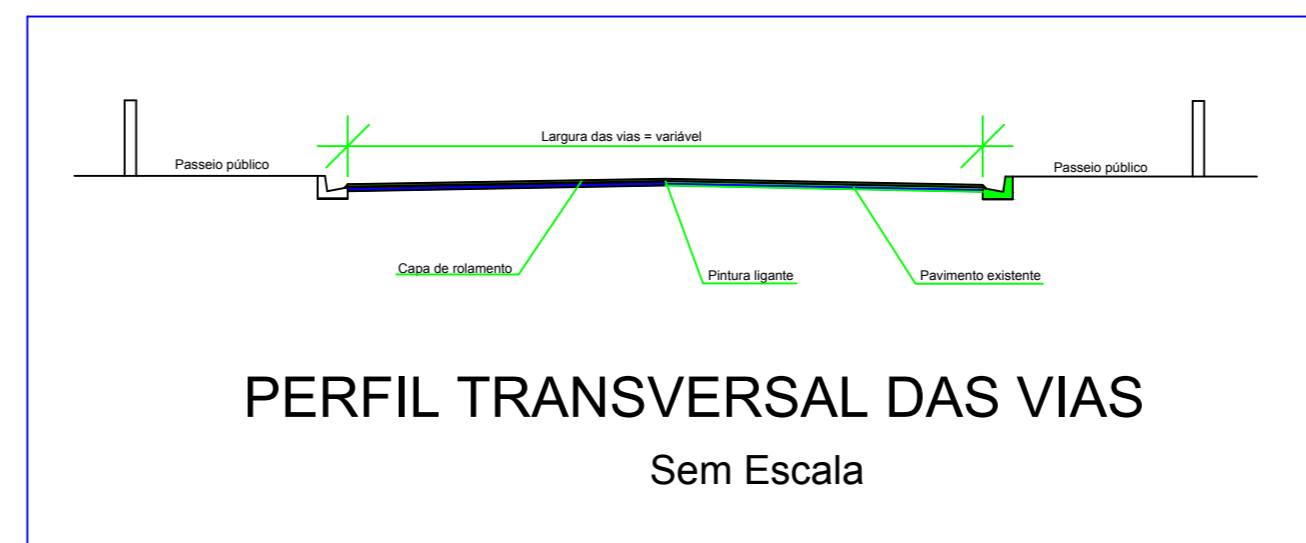 Largura das vias = variável
Passeio público
Passeio público
Capa de rolamento
Pintura ligante
Pavimento existente
PERFIL TRANSVERSAL DAS VIAS
Sem Escala